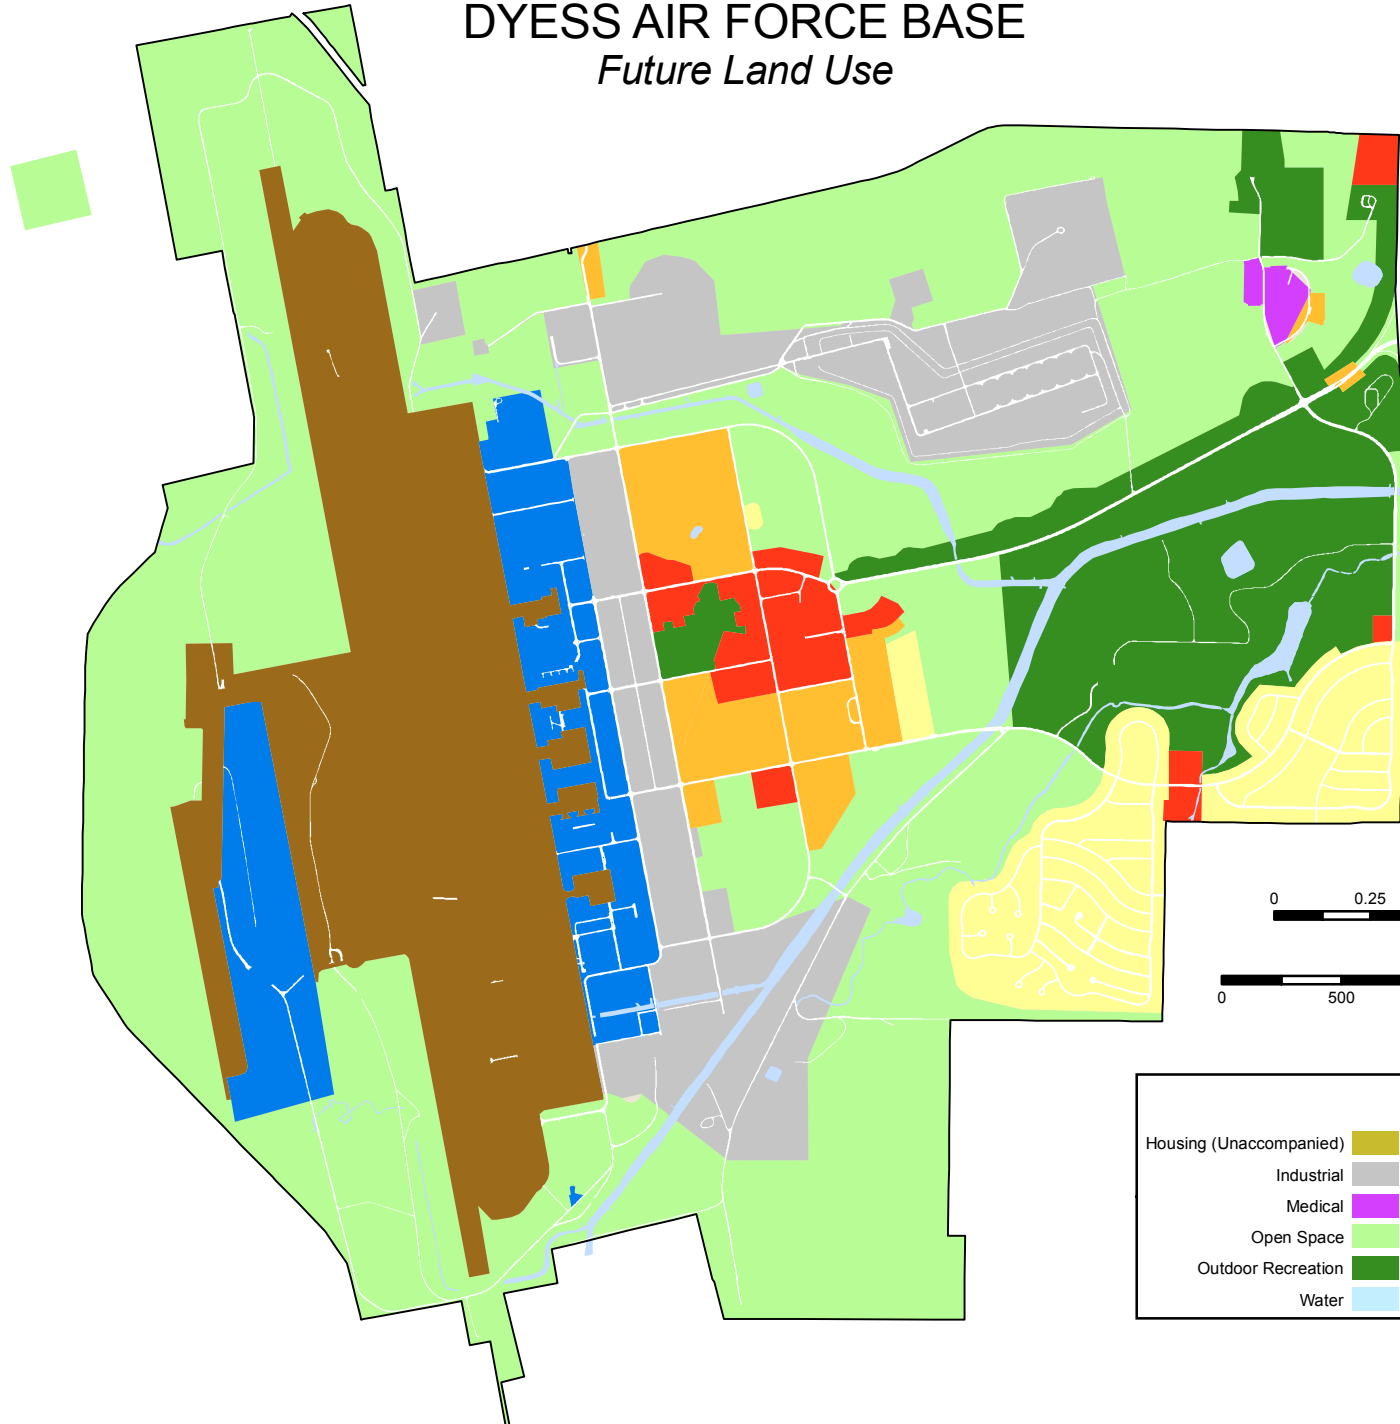 DYESS AIR FORCE BASE
Future Land Use
0 0.25
0 500
Housing (Unaccompanied)
Industrial
Medical
Open Space
Outdoor Recreation
Water